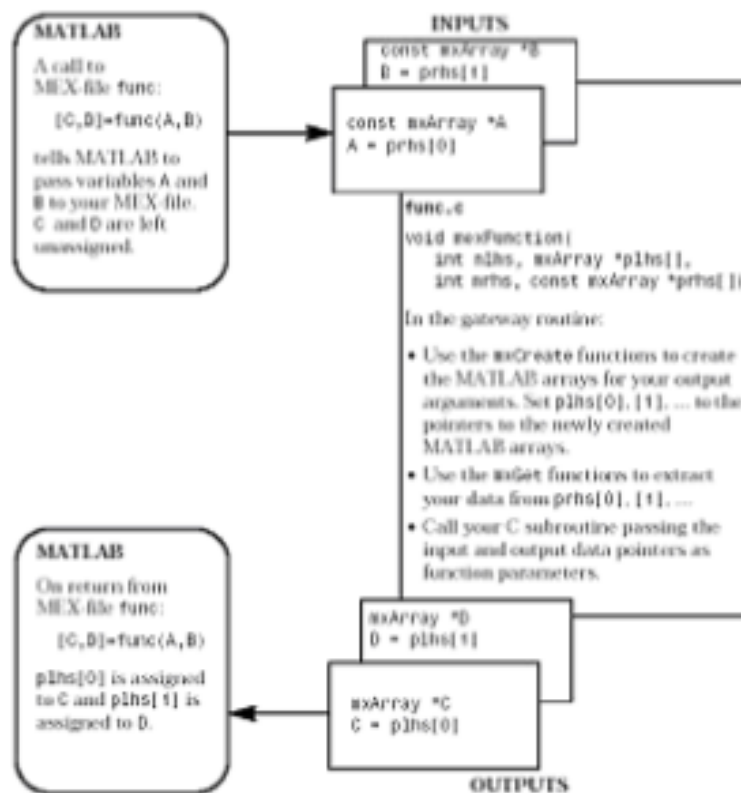 MATLAB
A call to
MEX-file func:
[C,D]=func(A,B)
tells MATLAB to
pass variables A and
B to your MEX-file.
C and D are left
unassigned.
INPUTS
const mxArray *B
B = prhs[1]
const mxArray *A
A = prhs[0]
func.c
void mexFunction(
int nlhs, mxArray *plhs[],
int nrhs, const mxArray *prhs[])
In the gateway routine:
• Use the mxCreate functions to create
the MATLAB arrays for your output
arguments. Set plhs[0], [1], ... to the
pointers to the newly created
MATLAB arrays.
• Use the mxGet functions to extract
your data from prhs[0], [1], ...
• Call your C subroutine passing the
input and output data pointers as
function parameters.
MATLAB
On return from
MEX-file func:
[C,D]=func(A,B)
plhs[0] is assigned
to C and plhs[1] is
assigned to D.
mxArray *D
D = plhs[1]
mxArray *C
C = plhs[0]
OUTPUTS